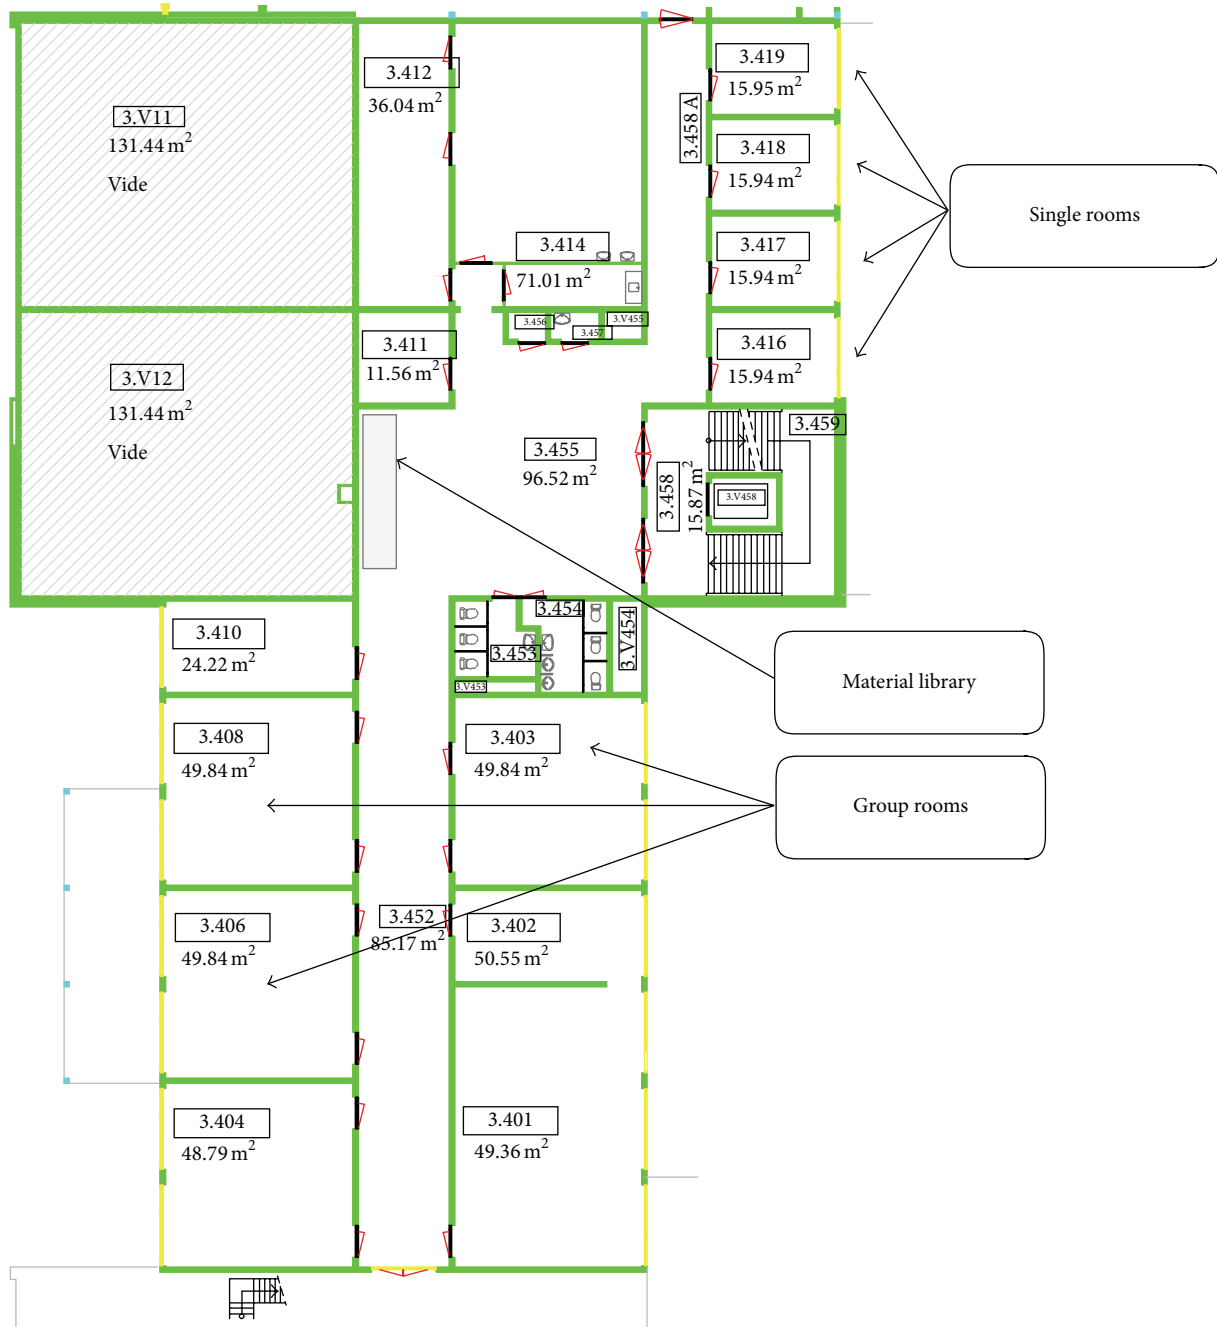 3.V11
131.44 m²
Vide
3.412
36.04 m²
3.414
71.01 m²
3.458 A
3.419
15.95 m²
3.418
15.94 m²
3.417
15.94 m²
3.416
15.94 m²
Single rooms
3.456
3.457
3.V455
3.411
11.56 m²
3.V12
131.44 m²
Vide
3.455
96.52 m²
3.458
15.87 m²
3.459
3.V458
3.410
24.22 m²
3.454
3.453
3.V454
3.V453
Material library
3.408
49.84 m²
3.403
49.84 m²
Group rooms
3.406
49.84 m²
3.452
85.17 m²
3.402
50.55 m²
3.404
48.79 m²
3.401
49.36 m²